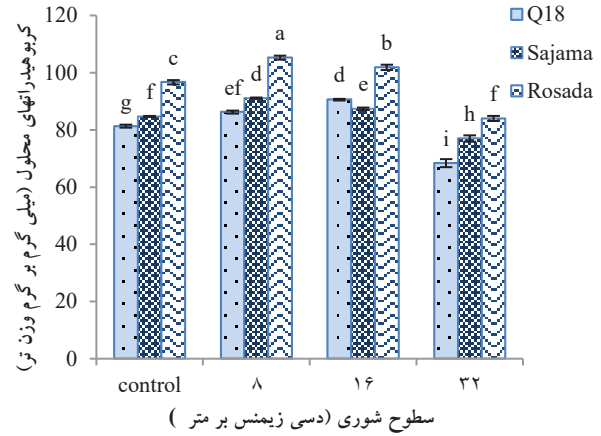 کربوهیدراتهای محلول (میلی گرم بر گرم وزن تر)
120
100
80
60
40
20
0
g
f
c
ef
d
a
d
e
b
i
h
f
control
۸
۱۶
۳۲
سطوح شوری (دسی زیمنس بر متر )
Q18
Sajama
Rosada